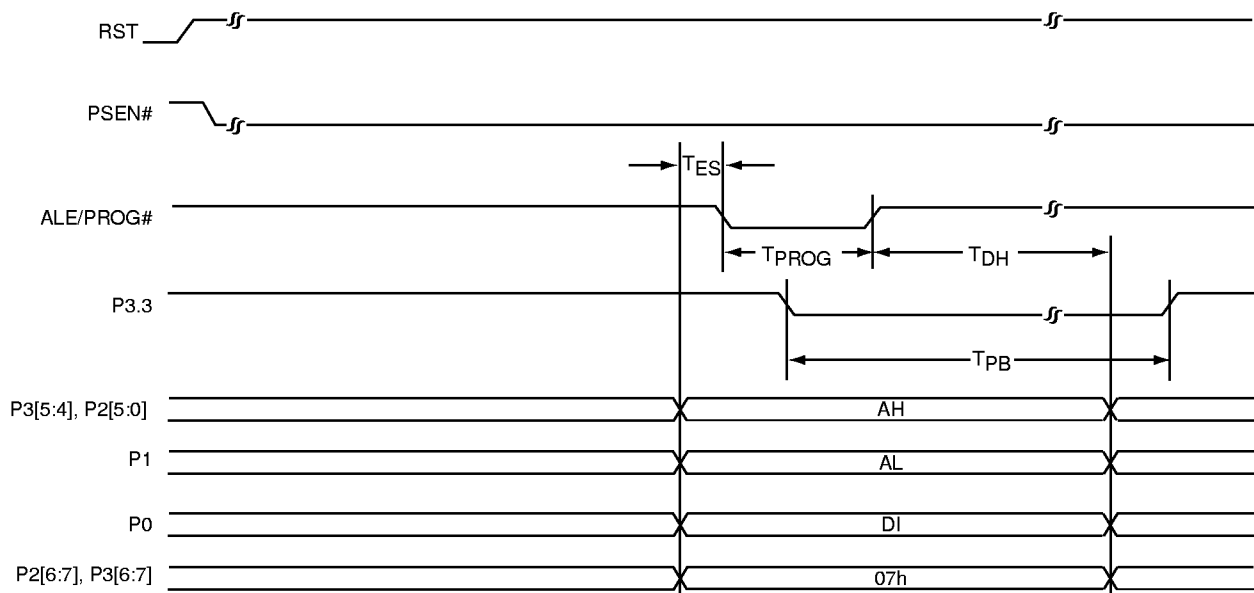 RST
PSEN#
TES
ALE/PROG#
TPROG
TDH
P3.3
TPB
P3[5:4], P2[5:0]
AH
P1
AL
P0
DI
P2[6:7], P3[6:7]
07h